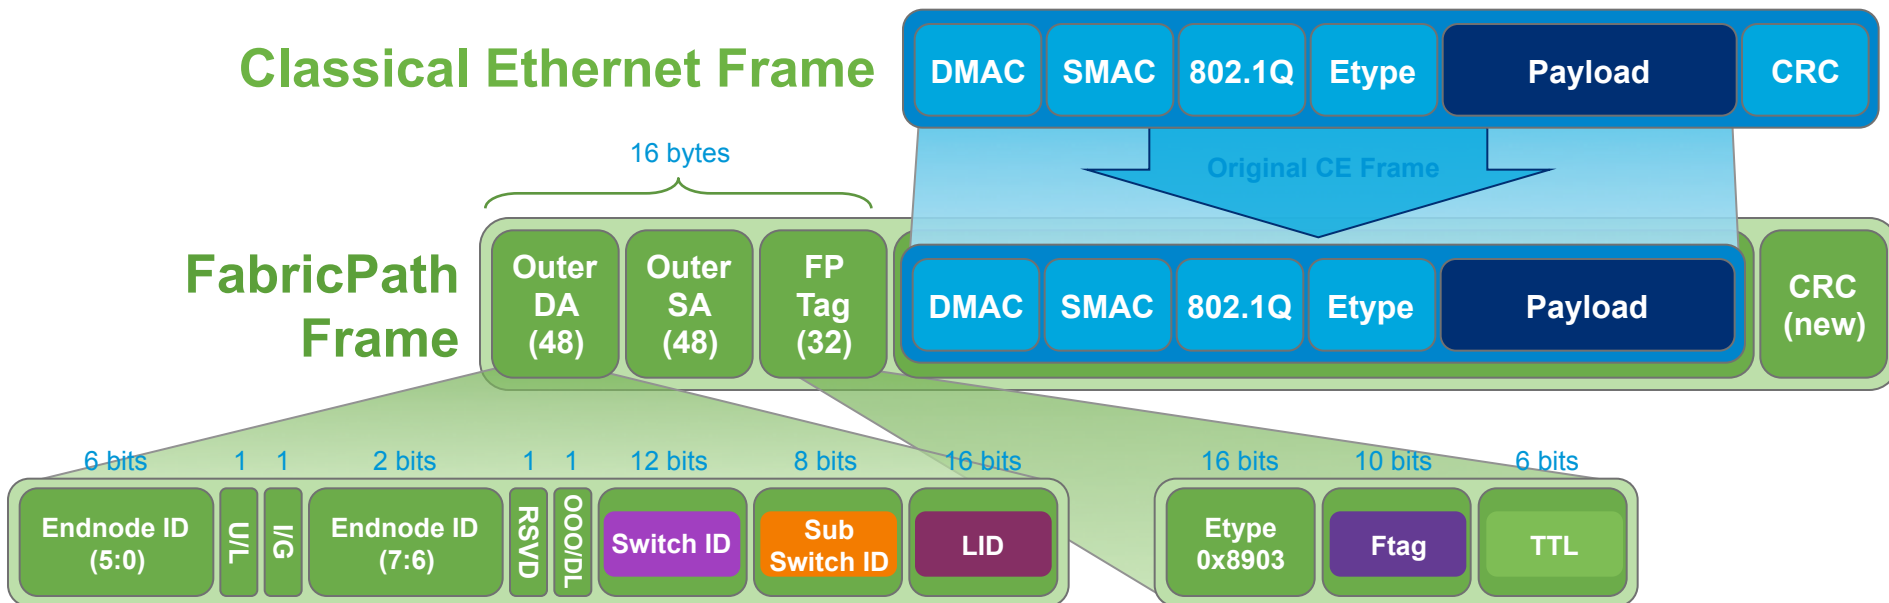 Classical Ethernet Frame
DMAC SMAC 802.1Q Etype Payload CRC
16 bytes
Original CE Frame
FabricPath
Frame
Outer
DA
(48)
Outer
SA
(48)
FP
Tag
(32)
DMAC SMAC 802.1Q Etype Payload
CRC
(new)
6 bits 1 1 2 bits 1 1 12 bits 8 bits 16 bits
Endnode ID
(5:0)
U/L
I/G
Endnode ID
(7:6)
RSVD
OOO/DL
Switch ID
Sub
Switch ID
LID
16 bits 10 bits 6 bits
Etype
0x8903
Ftag
TTL